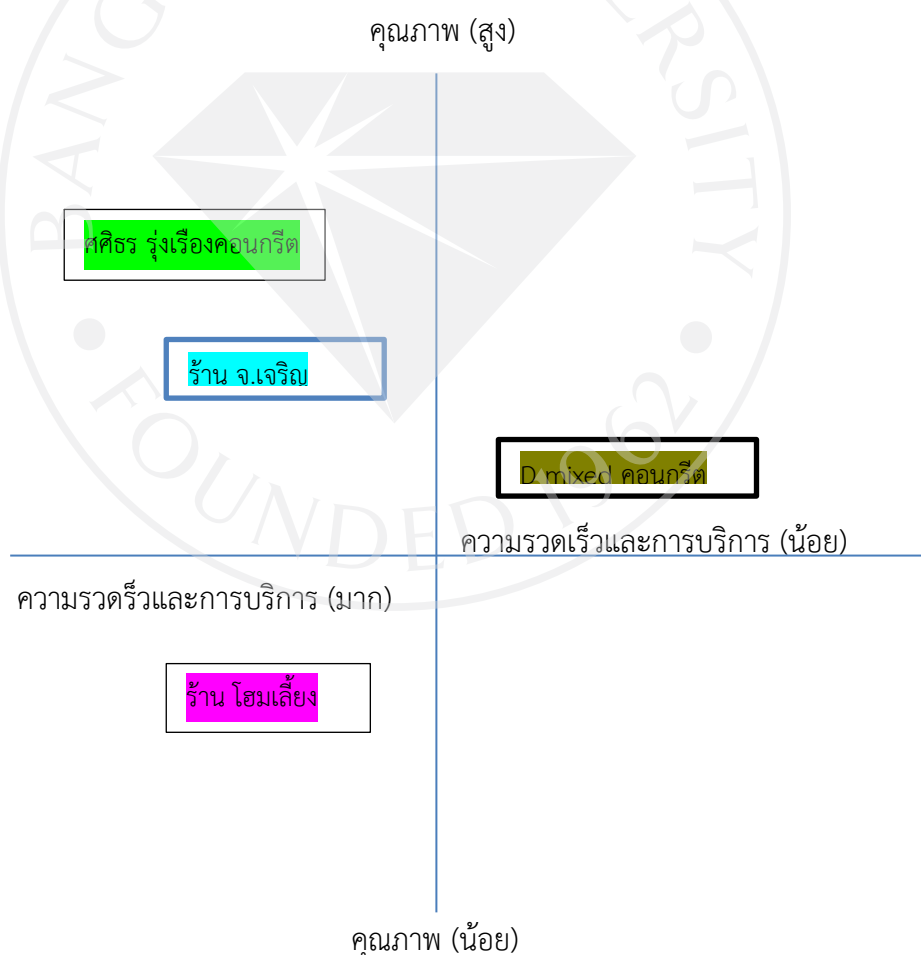 คุณภาพ (สูง)
ศศิธร รุ่งเรืองคอนกรีต
ร้าน จ.เจริญ
D mixed คอนกรีต
ความรวดเร็วและการบริการ (น้อย)
ความรวดร็วและการบริการ (มาก)
ร้าน โฮมเลี้ยง
คุณภาพ (น้อย)
BANG
ERSITY
FOUNDED 1962